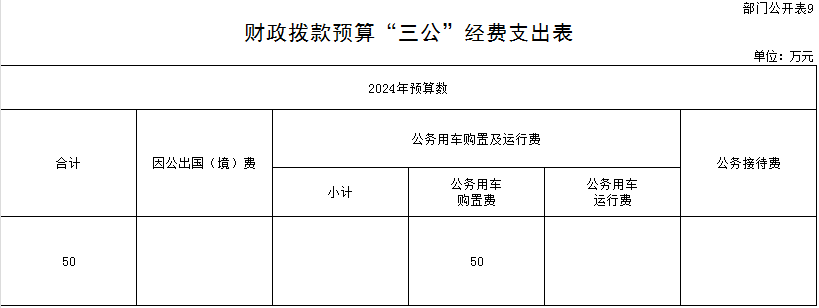 部门公开表9
财政拨款预算“三公”经费支出表
单位：万元
2024年预算数
合计
因公出国（境）费
公务用车购置及运行费
公务接待费
小计
公务用车
购置费
公务用车
运行费
50
50